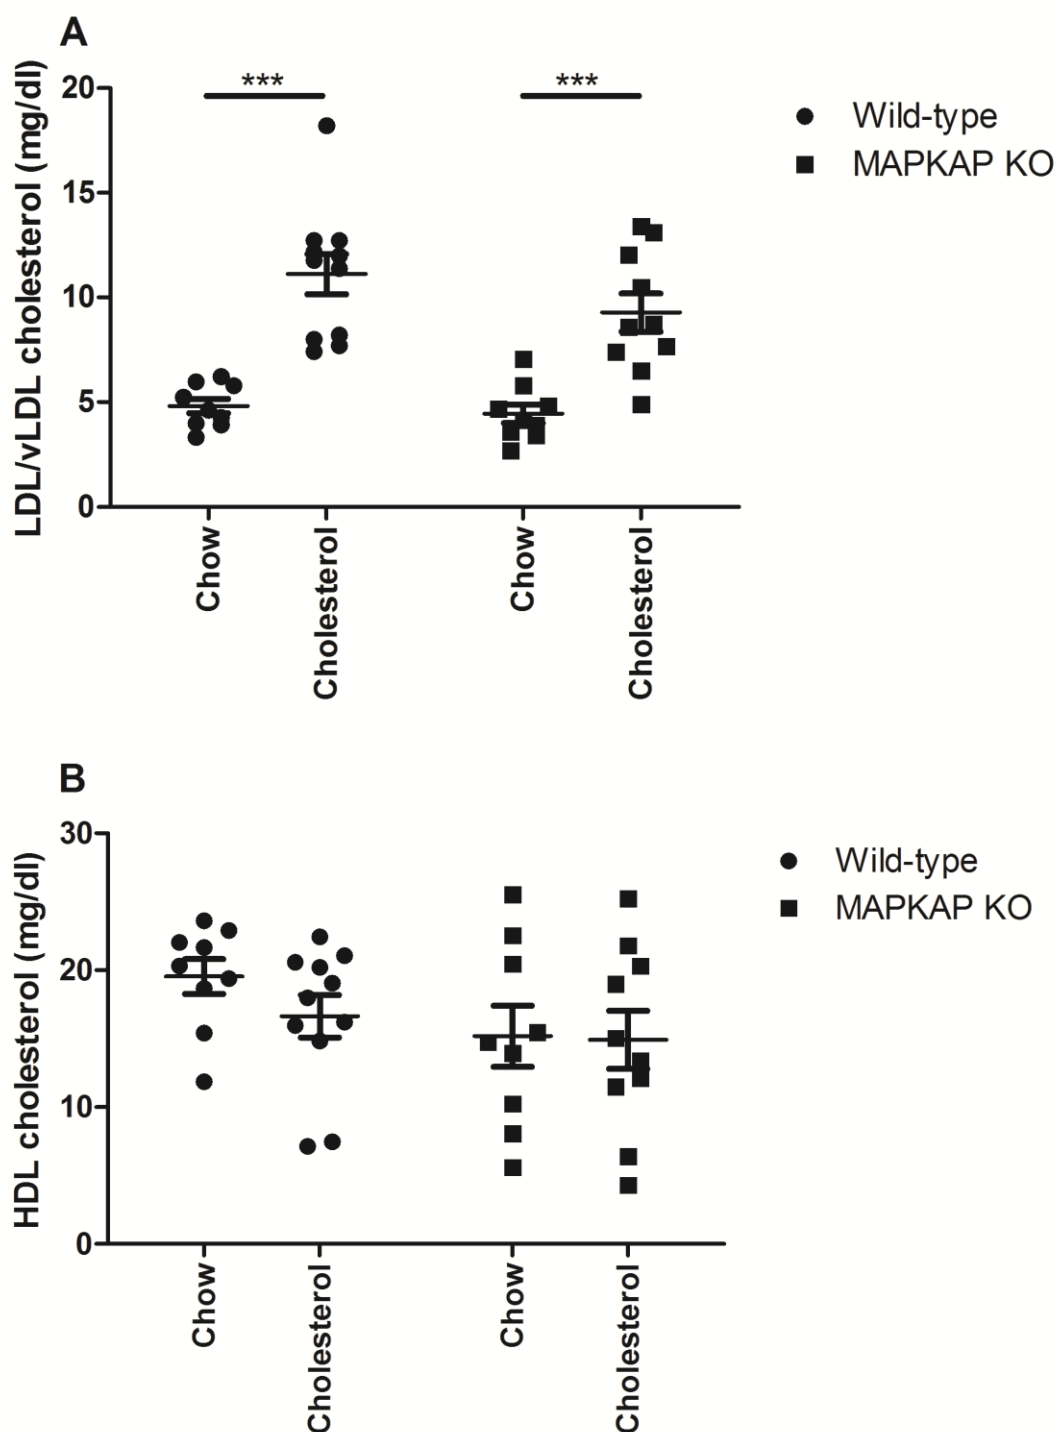 A
LDL/vLDL cholesterol (mg/dl)
20
15
10
5
0
***
***
Wild-type
MAPKAP KO
Chow
Cholesterol
Chow
Cholesterol
B
HDL cholesterol (mg/dl)
30
20
10
0
Wild-type
MAPKAP KO
Chow
Cholesterol
Chow
Cholesterol